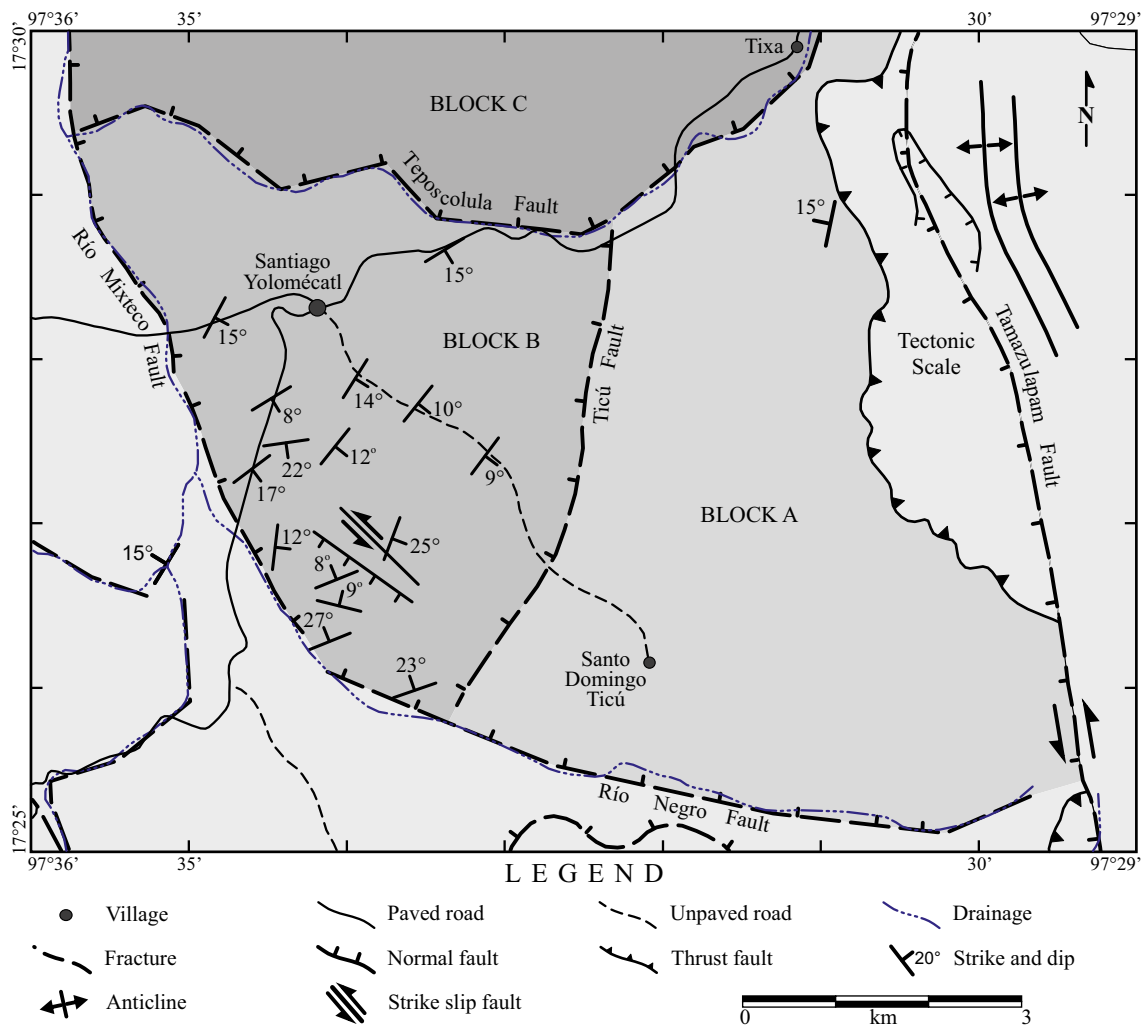 97°36’
35’
30’
97°29’
17°30’
Tixa
BLOCK C
N
Teposcolula Fault
15°
Río Mixteco Fault
Santiago
Yolomécatl
15°
15°
BLOCK B
Ticú Fault
Tectonic
Scale
Tamazulapam Fault
14°
10°
8°
22°
12°
9°
17°
BLOCK A
12°
25°
15°
8°
9°
27°
23°
Santo
Domingo
Ticú
Río Negro Fault
17°25’
97°36’
35’
30’
97°29’
LEGEND
Village
Paved road
Unpaved road
Drainage
Fracture
Normal fault
Thrust fault
20°
Strike and dip
Anticline
Strike slip fault
0
km
3